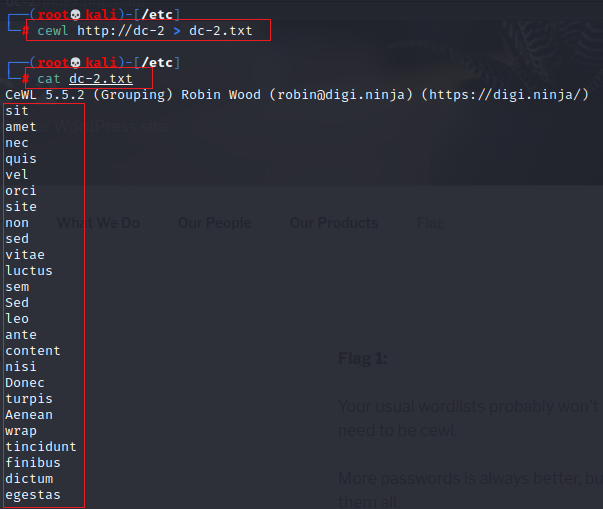 ┌──(root💀kali)-[/etc]
└─# cewl http://dc-2 > dc-2.txt
┌──(root💀kali)-[/etc]
└─# cat dc-2.txt
CeWL 5.5.2 (Grouping) Robin Wood (robin@digi.ninja) (https://digi.ninja/)
sit
amet
nec
quis
vel
orci
site
non
sed
vitae
luctus
sem
Sed
leo
ante
content
nisi
Donec
turpis
Aenean
wrap
tincidunt
finibus
dictum
egestas
WordPress site
What We Do Our People Our Products Flag
Flag 1:
Your usual wordlists probably won't
need to be cewl.
More passwords is always better, bu
them all.